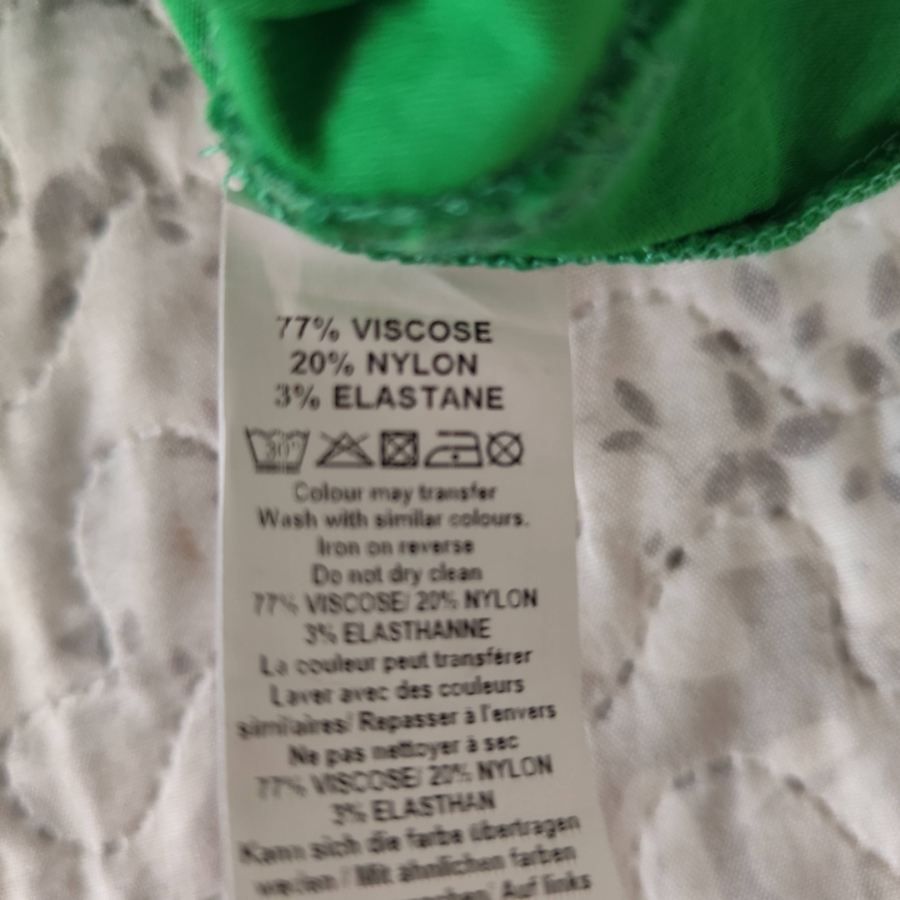 77% VISCOSE
20% NYLON
3% ELASTANE
30°
Colour may transfer
Wash with similar colours.
Iron on reverse
Do not dry clean
77% VISCOSE/ 20% NYLON
3% ELASTHANNE
La couleur peut transférer
Laver avec des couleurs
similaires/ Repasser à l'envers
Ne pas nettoyer à sec
77% VISCOSE/ 20% NYLON
3% ELASTHAN
Kann sich die farbe übertragen
/ Mit ähnlichen farben
/ Auf links